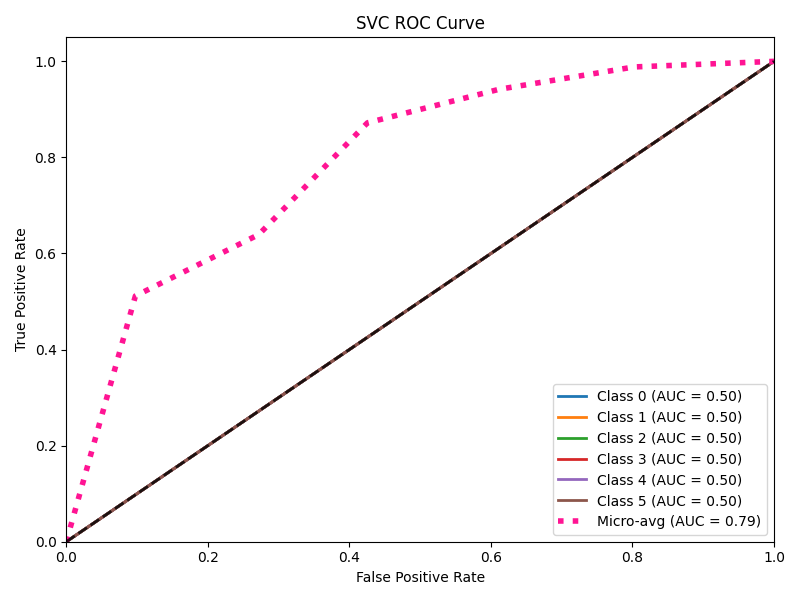 SVC ROC Curve
True Positive Rate
1.0
0.8
0.6
0.4
0.2
0.0
0.0 0.2 0.4 0.6 0.8 1.0
False Positive Rate
Class 0 (AUC = 0.50)
Class 1 (AUC = 0.50)
Class 2 (AUC = 0.50)
Class 3 (AUC = 0.50)
Class 4 (AUC = 0.50)
Class 5 (AUC = 0.50)
Micro-avg (AUC = 0.79)